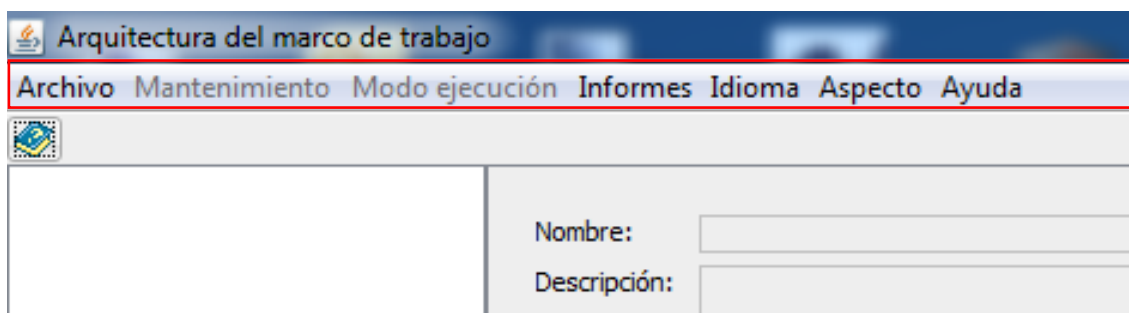 Arquitectura del marco de trabajo
Archivo Mantenimiento Modo ejecución Informes Idioma Aspecto Ayuda
Nombre:
Descripción: